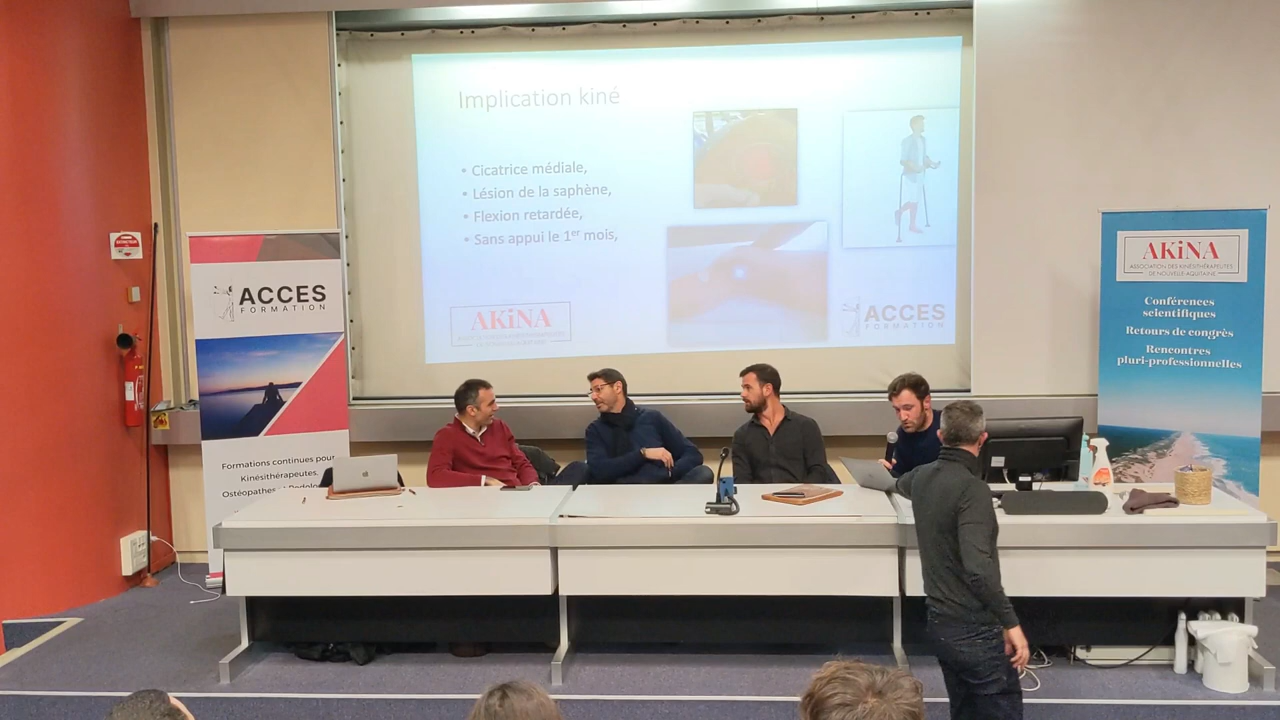 Implication kiné
• Cicatrice médiale,
• Lésion de la saphène,
• Flexion retardée,
• Sans appui le 1er mois,
AKiNA
ACCES
FORMATION
ACCES
FORMATION
Formations continues pour
Kinésithérapeutes,
Ostéopathes
AKiNA
ASSOCIATION DES KINÉSITHÉRAPEUTES
DE NOUVELLE-AQUITAINE
Conférences
scientifiques
Retours de congrès
Rencontres
pluri-professionnelles